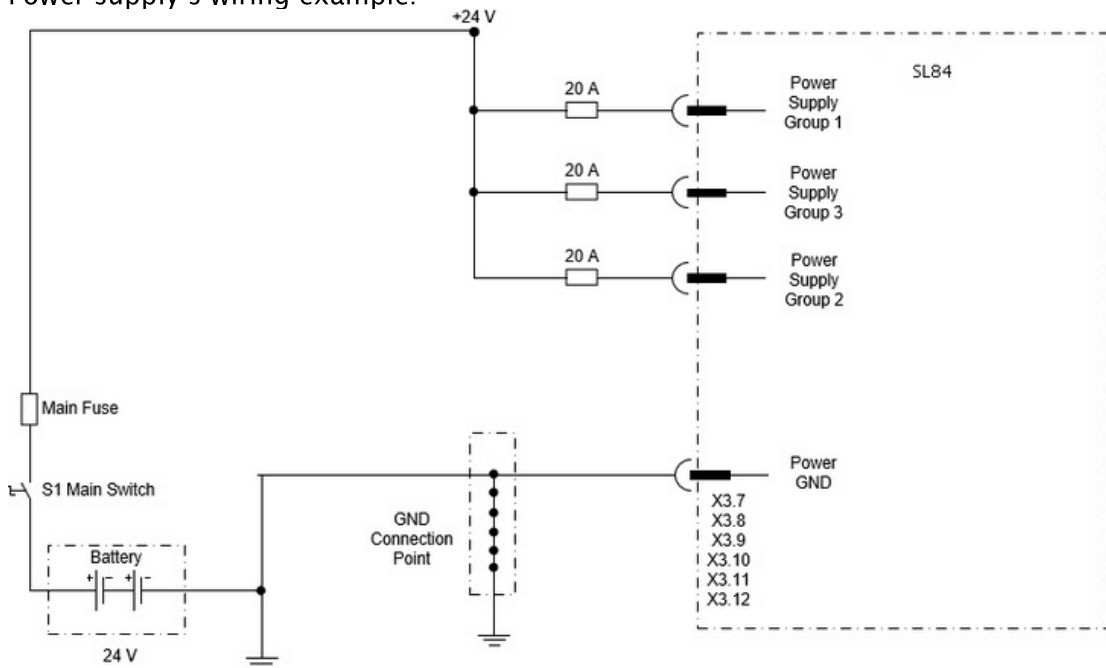 Power supply's wiring example:
+24 V
SL84
20 A
Power
Supply
Group 1
20 A
Power
Supply
Group 3
20 A
Power
Supply
Group 2
Main Fuse
S1 Main Switch
Battery
+ - + -
24 V
GND
Connection
Point
Power
GND
X3.7
X3.8
X3.9
X3.10
X3.11
X3.12